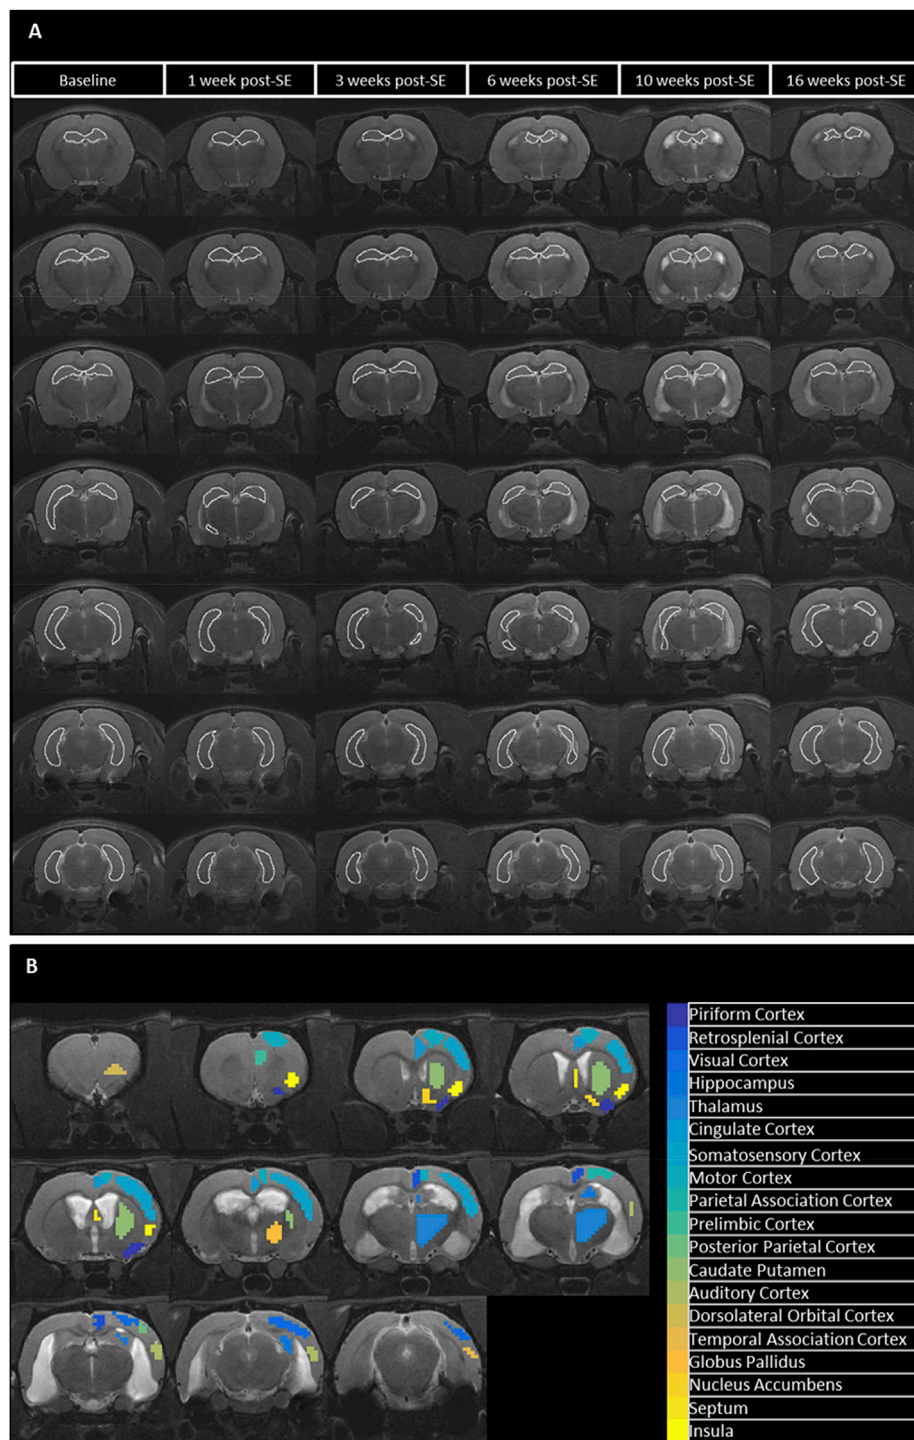 A
Baseline
1 week post-SE
3 weeks post-SE
6 weeks post-SE
10 weeks post-SE
16 weeks post-SE
B
Piriform Cortex
Retrosplenial Cortex
Visual Cortex
Hippocampus
Thalamus
Cingulate Cortex
Somatosensory Cortex
Motor Cortex
Parietal Association Cortex
Prelimbic Cortex
Posterior Parietal Cortex
Caudate Putamen
Auditory Cortex
Dorsolateral Orbital Cortex
Temporal Association Cortex
Globus Pallidus
Nucleus Accumbens
Septum
Insula